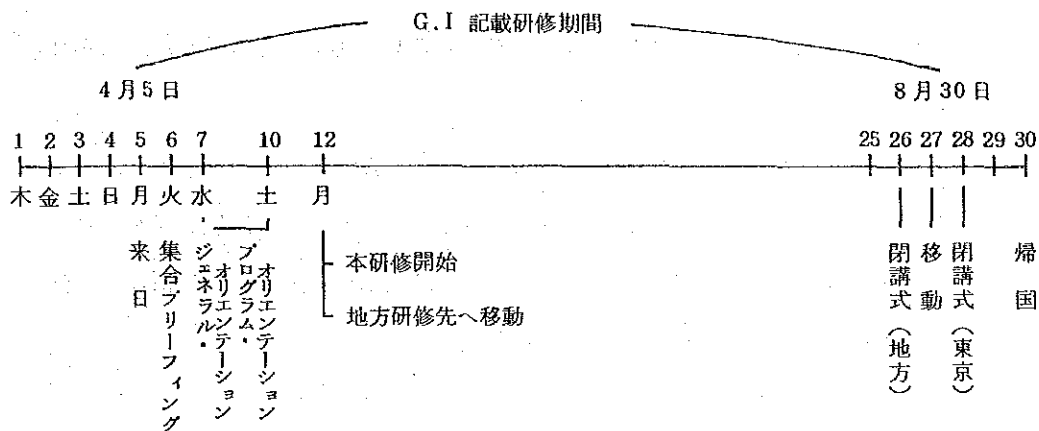 G.I 記載研修期間
4月5日
8月30日
1 2 3 4 5 6 7 10 12 25 26 27 28 29 30
木 金 土 日 月 火 水 土 月
来日
集合ブリーフィング
ジェネラル・
オリエンテーション
プログラム・
オリエンテーション
本研修開始
地方研修先へ移動
閉講式(地方)
移動
閉講式(東京)
帰国